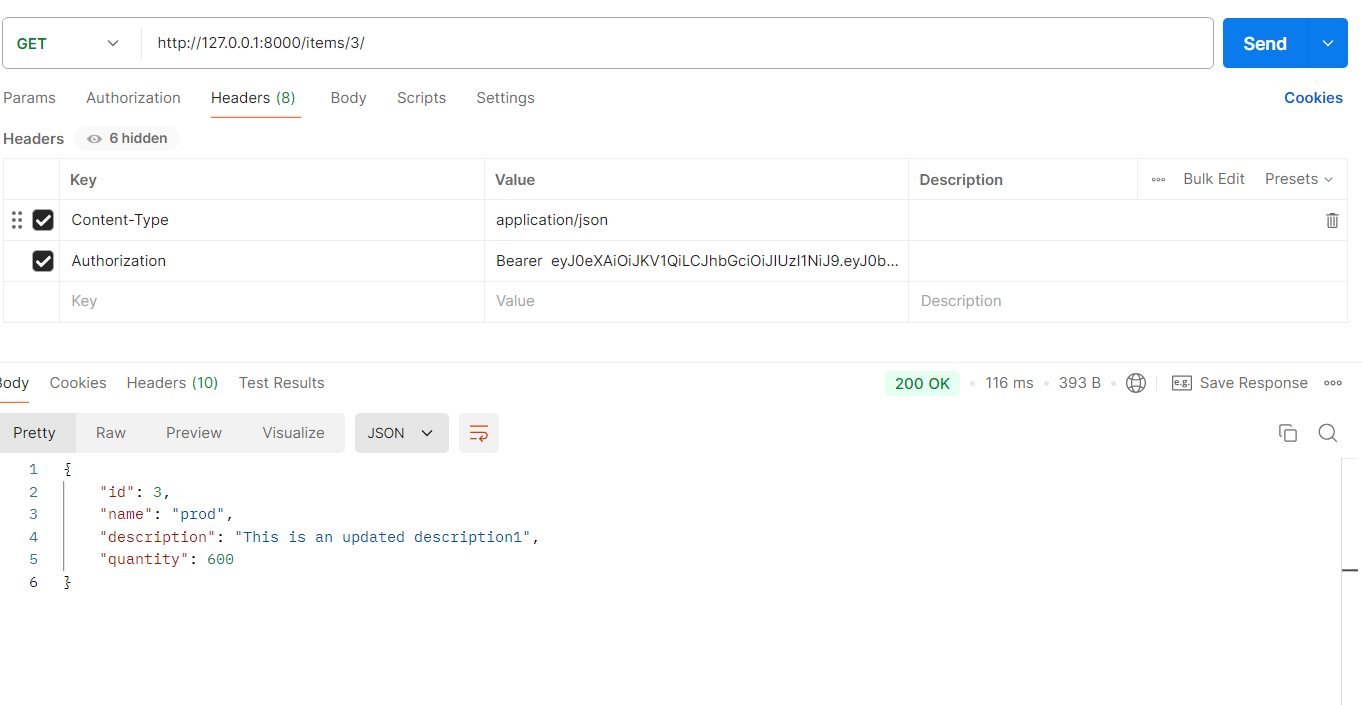 GET http://127.0.0.1:8000/items/3/ Send
Params Authorization Headers (8) Body Scripts Settings Cookies
Headers 6 hidden
Key Value Description Bulk Edit Presets
Content-Type application/json
Authorization Bearer eyJ0eXAiOiJKV1QiLCJhbGciOiJIUzI1NiJ9.eyJ0b...
Key Value Description
Body Cookies Headers (10) Test Results 200 OK 116 ms 393 B e.g. Save Response
Pretty Raw Preview Visualize JSON
1 {
2 "id": 3,
3 "name": "prod",
4 "description": "This is an updated description1",
5 "quantity": 600
6 }